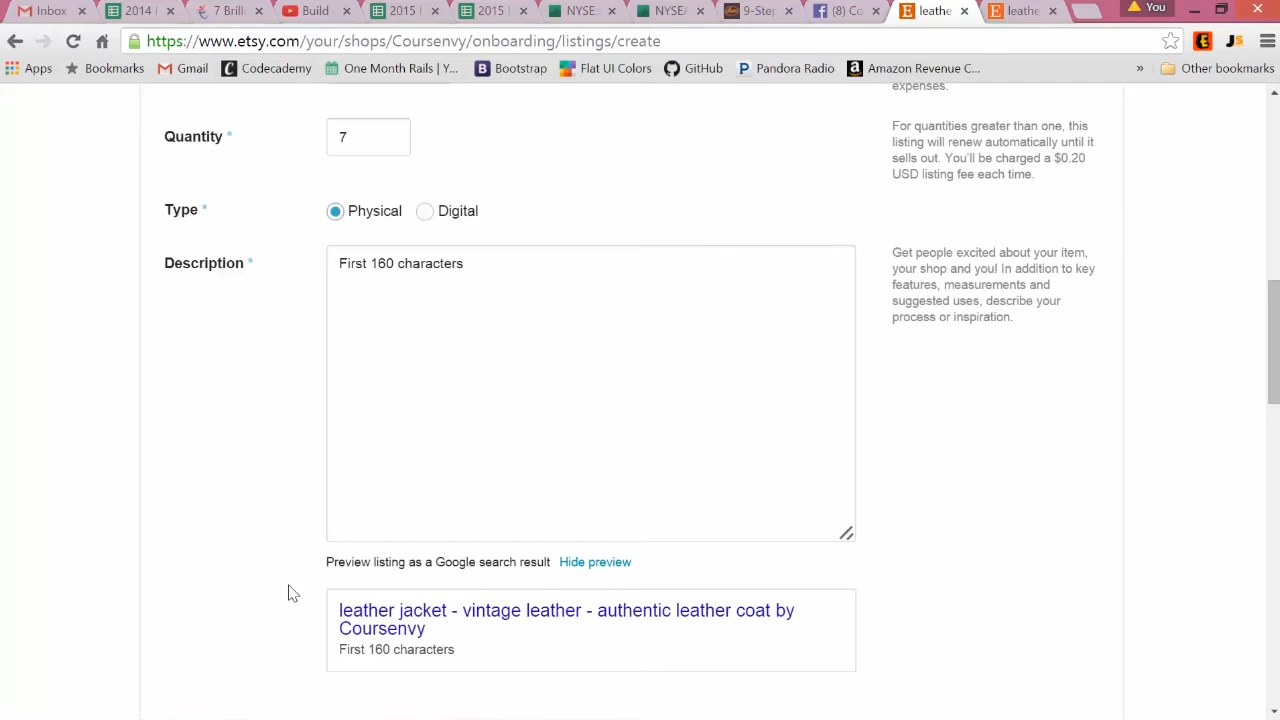 Inbox
2014 I
7 Brill
Build
2015 I
2015 I
NYSE:
NYSE/
9-Step
(8) Co
leathe
leathe
You
https://www.etsy.com/your/shops/Coursenvy/onboarding/listings/create
Apps
Bookmarks
Gmail
Codecademy
One Month Rails | Y...
Bootstrap
Flat UI Colors
GitHub
Pandora Radio
Amazon Revenue C...
»
Other bookmarks
expenses.
Quantity *
7
For quantities greater than one, this
listing will renew automatically until it
sells out. You'll be charged a $0.20
USD listing fee each time.
Type *
Physical
Digital
Description *
First 160 characters
Get people excited about your item,
your shop and you! In addition to key
features, measurements and
suggested uses, describe your
process or inspiration.
Preview listing as a Google search result Hide preview
leather jacket - vintage leather - authentic leather coat by
Coursenvy
First 160 characters